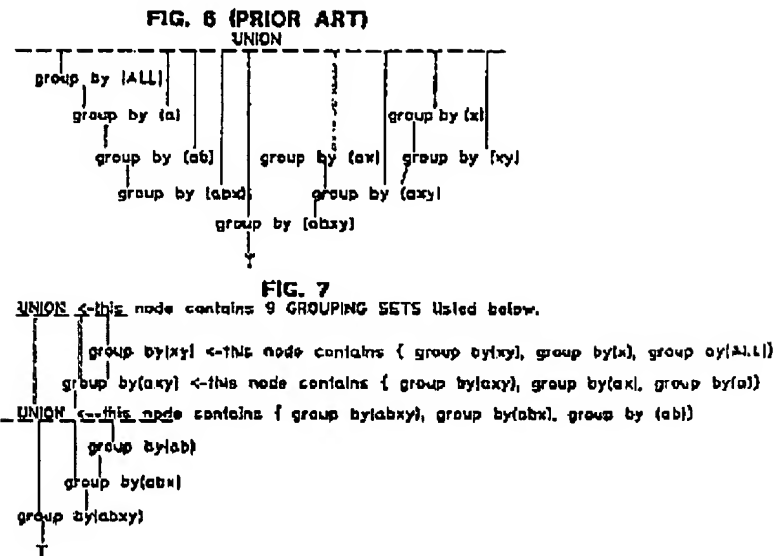 FIG. 6 (PRIOR ART)
UNION
group by (ALL)
group by (a)
group by (x)
group by (ab)
group by (ax)
group by (xy)
group by (abx)
group by (axy)
group by (abxy)
T
FIG. 7
UNION <-this node contains 9 GROUPING SETS listed below.
group by(xy) <-this node contains { group by(xy), group by(x), group by(ALL)}
group by(axy) <-this node contains { group by(axy), group by(ax), group by(a)}
UNION <--this node contains { group by(abxy), group by(abx), group by (ab)}
group by(ab)
group by(abx)
group by(abxy)
T